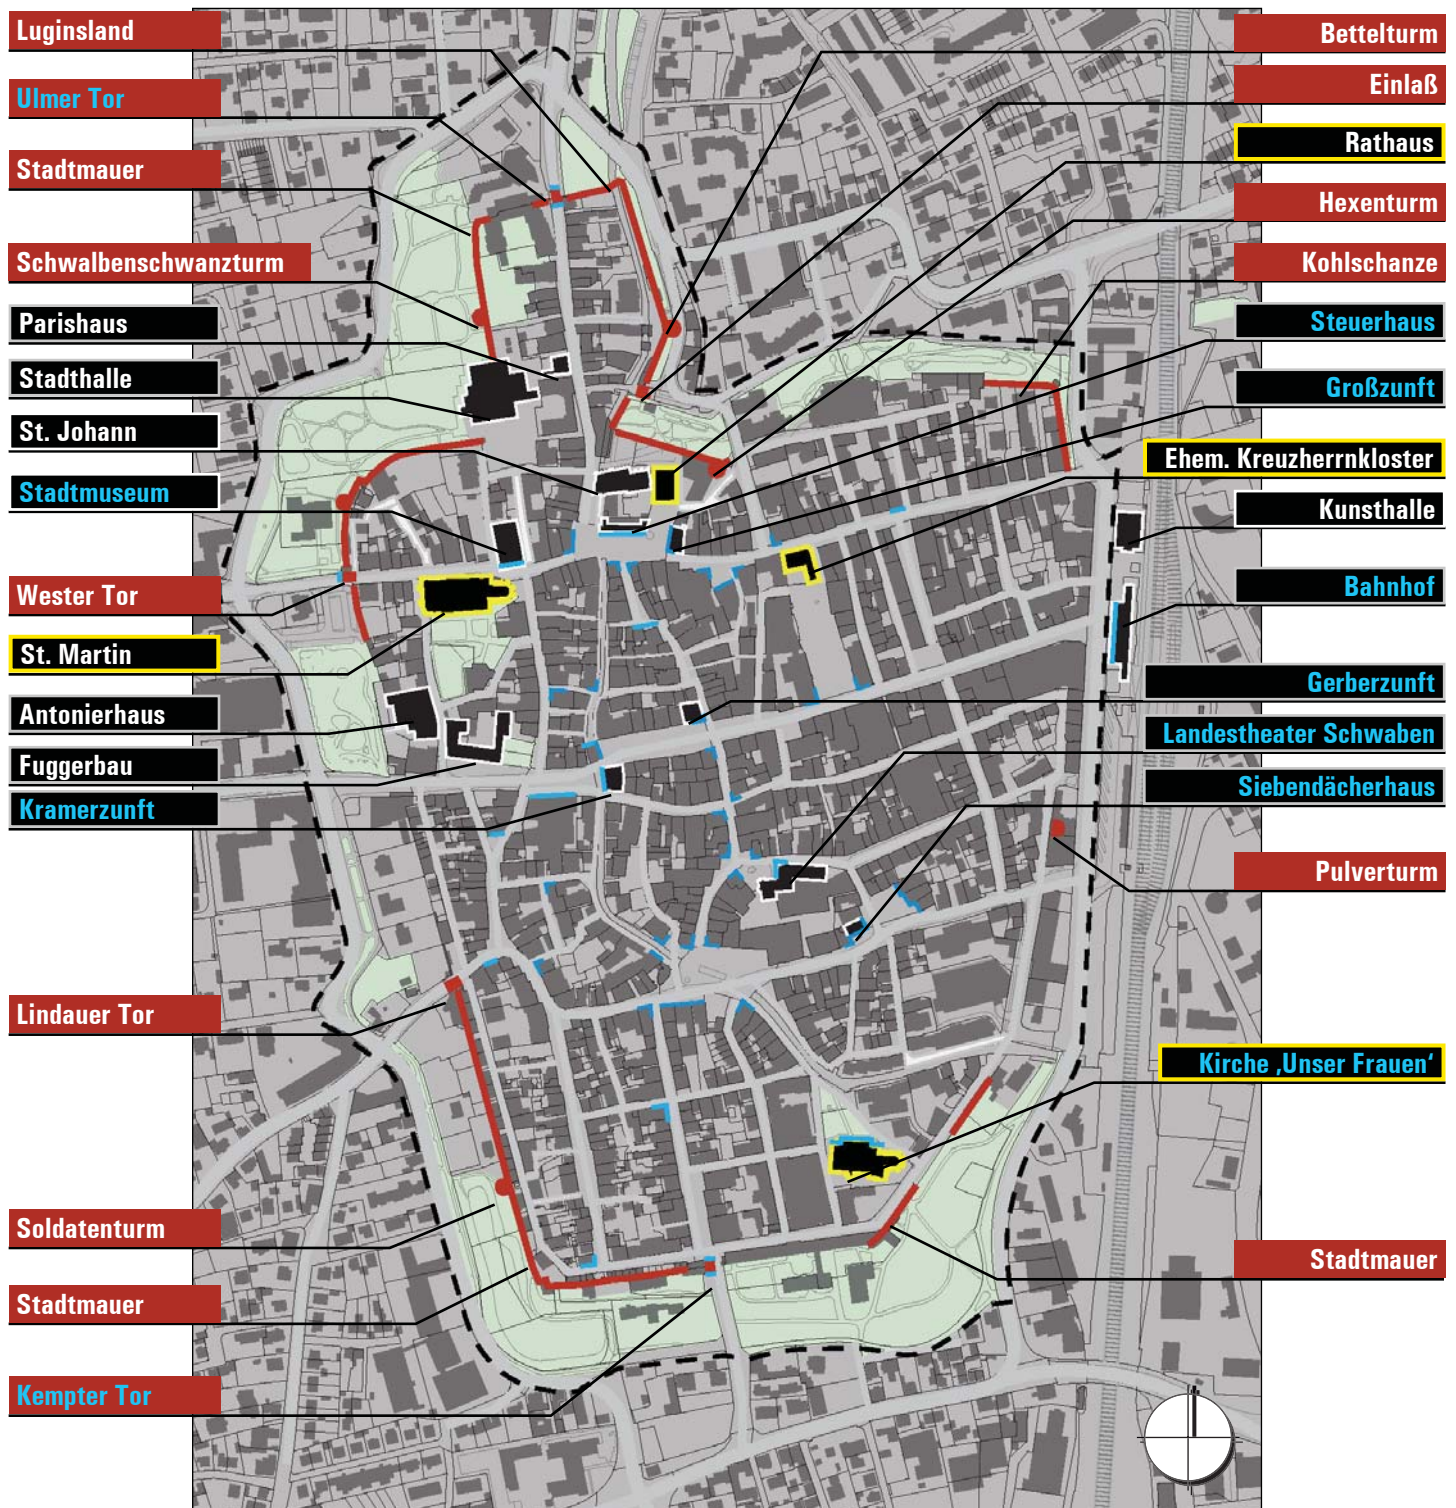 Luginsland
Ulmer Tor
Stadtmauer
Schwalbenschwanzturm
Parishaus
Stadthalle
St. Johann
Stadtmuseum
Wester Tor
St. Martin
Antonierhaus
Fuggerbau
Kramerzunft
Lindauer Tor
Soldatenturm
Stadtmauer
Kempter Tor
Bettelturm
Einlaß
Rathaus
Hexenturm
Kohlschanze
Steuerhaus
Großzunft
Ehem. Kreuzherrnkloster
Kunsthalle
Bahnhof
Gerberzunft
Landestheater Schwaben
Siebendächerhaus
Pulverturm
Kirche ‚Unser Frauen‘
Stadtmauer